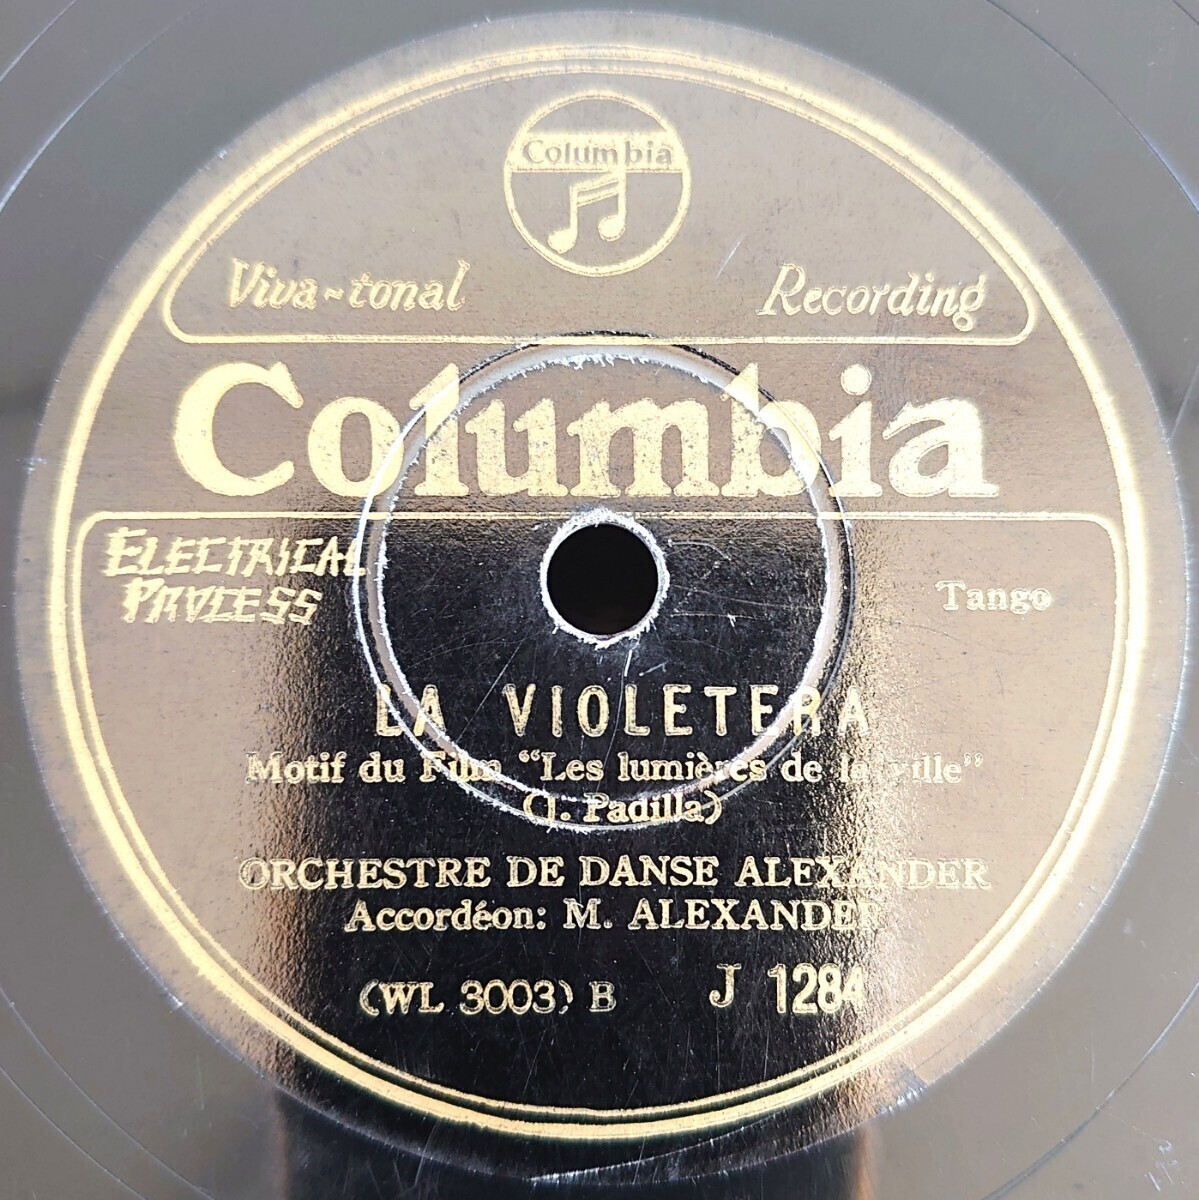 Columbia
Viva-tonal Recording
Columbia
ELECTRICAL
PROCESS
Tango
LA VIOLETERA
Motif du Film "Les lumières de la ville"
(J. Padilla)
ORCHESTRE DE DANSE ALEXANDER
Accordéon: M. ALEXANDER
(WL 3003) B J 1284